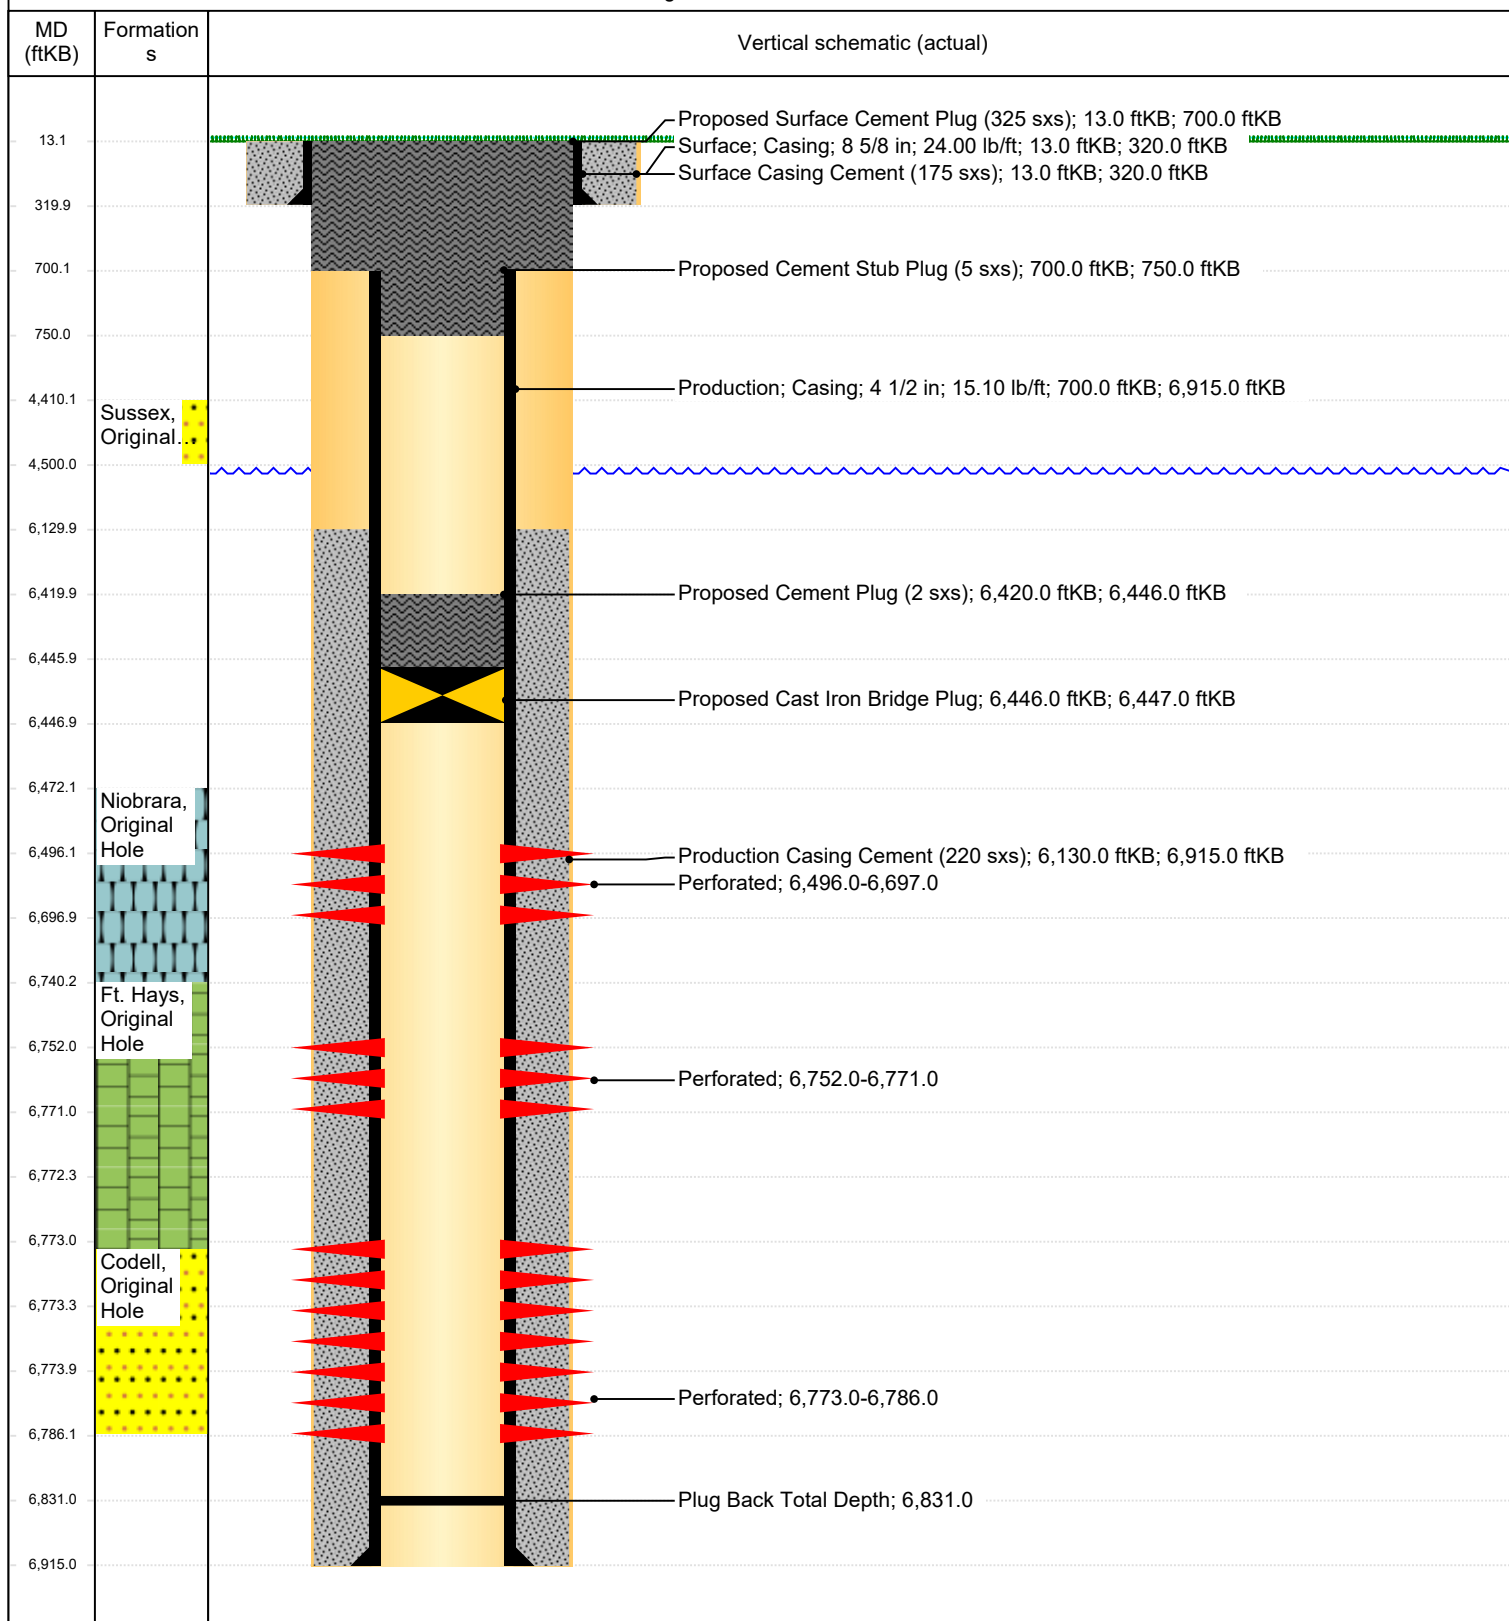 MD
(ftKB)
Formation
s
Vertical schematic (actual)
13.1
Proposed Surface Cement Plug (325 sxs); 13.0 ftKB; 700.0 ftKB
Surface; Casing; 8 5/8 in; 24.00 lb/ft; 13.0 ftKB; 320.0 ftKB
Surface Casing Cement (175 sxs); 13.0 ftKB; 320.0 ftKB
319.9
700.1
Proposed Cement Stub Plug (5 sxs); 700.0 ftKB; 750.0 ftKB
750.0
Production; Casing; 4 1/2 in; 15.10 lb/ft; 700.0 ftKB; 6,915.0 ftKB
4,410.1
Sussex,
Original...
4,500.0
6,129.9
6,419.9
Proposed Cement Plug (2 sxs); 6,420.0 ftKB; 6,446.0 ftKB
6,445.9
Proposed Cast Iron Bridge Plug; 6,446.0 ftKB; 6,447.0 ftKB
6,446.9
6,472.1
Niobrara,
Original
Hole
6,496.1
Production Casing Cement (220 sxs); 6,130.0 ftKB; 6,915.0 ftKB
Perforated; 6,496.0-6,697.0
6,696.9
6,740.2
Ft. Hays,
Original
Hole
6,752.0
Perforated; 6,752.0-6,771.0
6,771.0
6,772.3
6,773.0
Codell,
Original
Hole
6,773.3
6,773.9
Perforated; 6,773.0-6,786.0
6,786.1
6,831.0
Plug Back Total Depth; 6,831.0
6,915.0